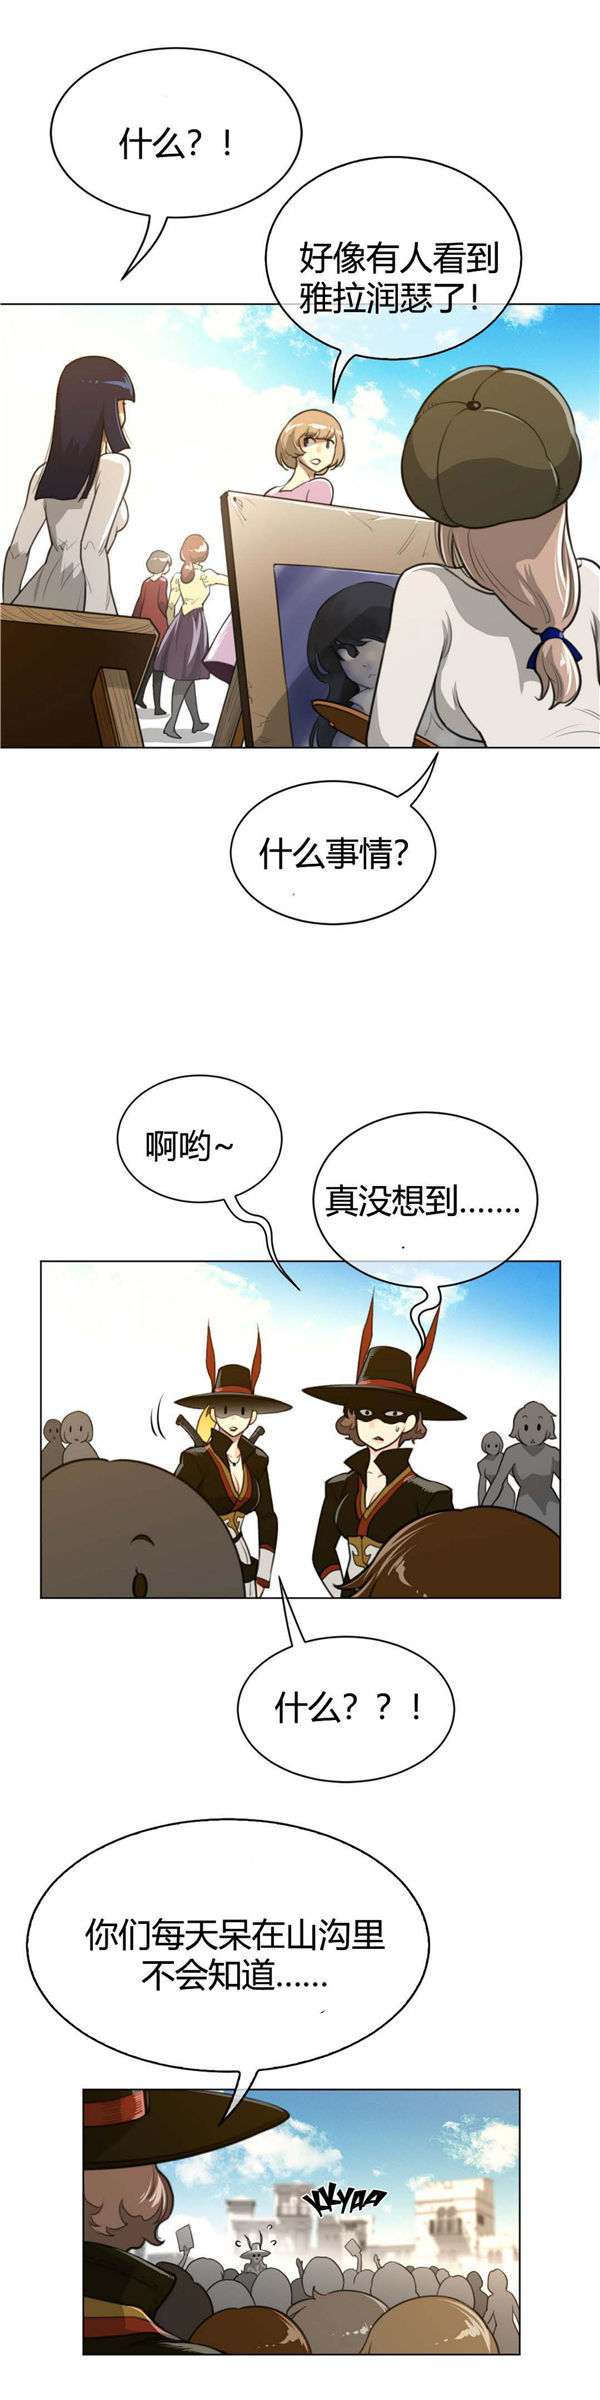 什么？！
好像有人看到
雅拉润瑟了！
什么事情？
啊哟~
真没想到.......
什么？？！
你们每天呆在山沟里
不会知道......
KKYAA